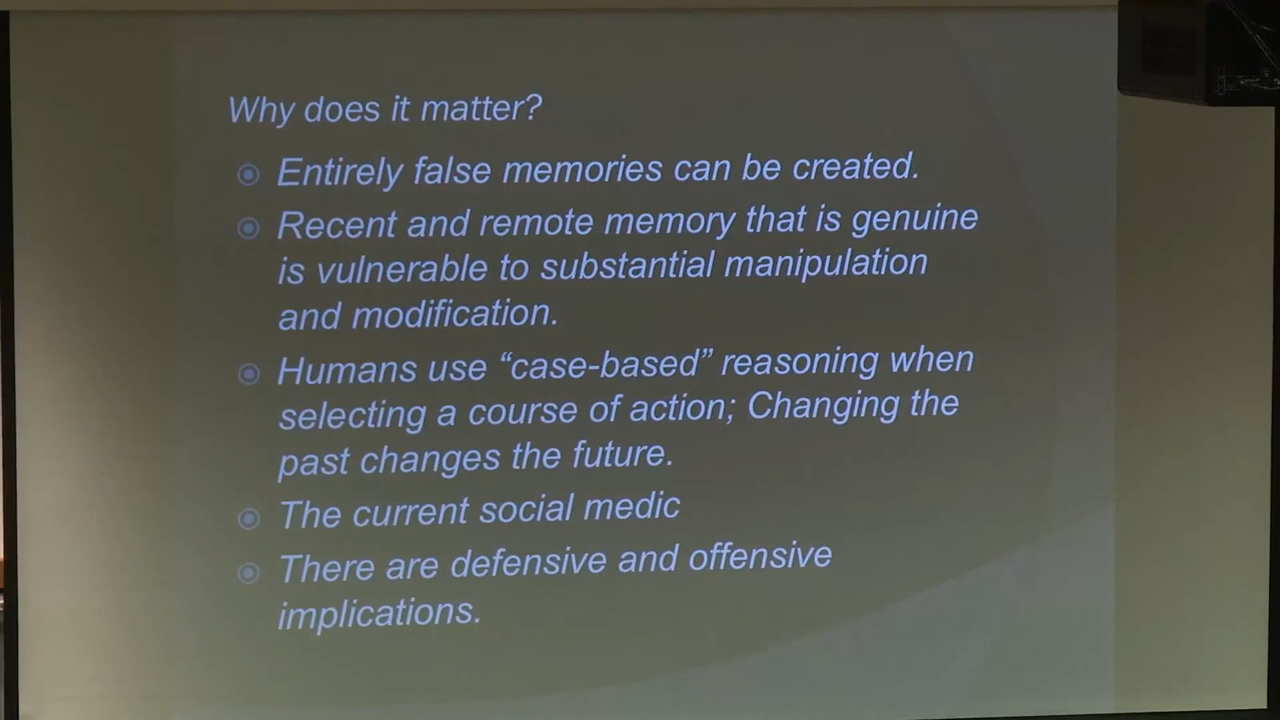 Why does it matter?
Entirely false memories can be created.
Recent and remote memory that is genuine
is vulnerable to substantial manipulation
and modification.
Humans use “case-based” reasoning when
selecting a course of action; Changing the
past changes the future.
The current social medic
There are defensive and offensive
implications.